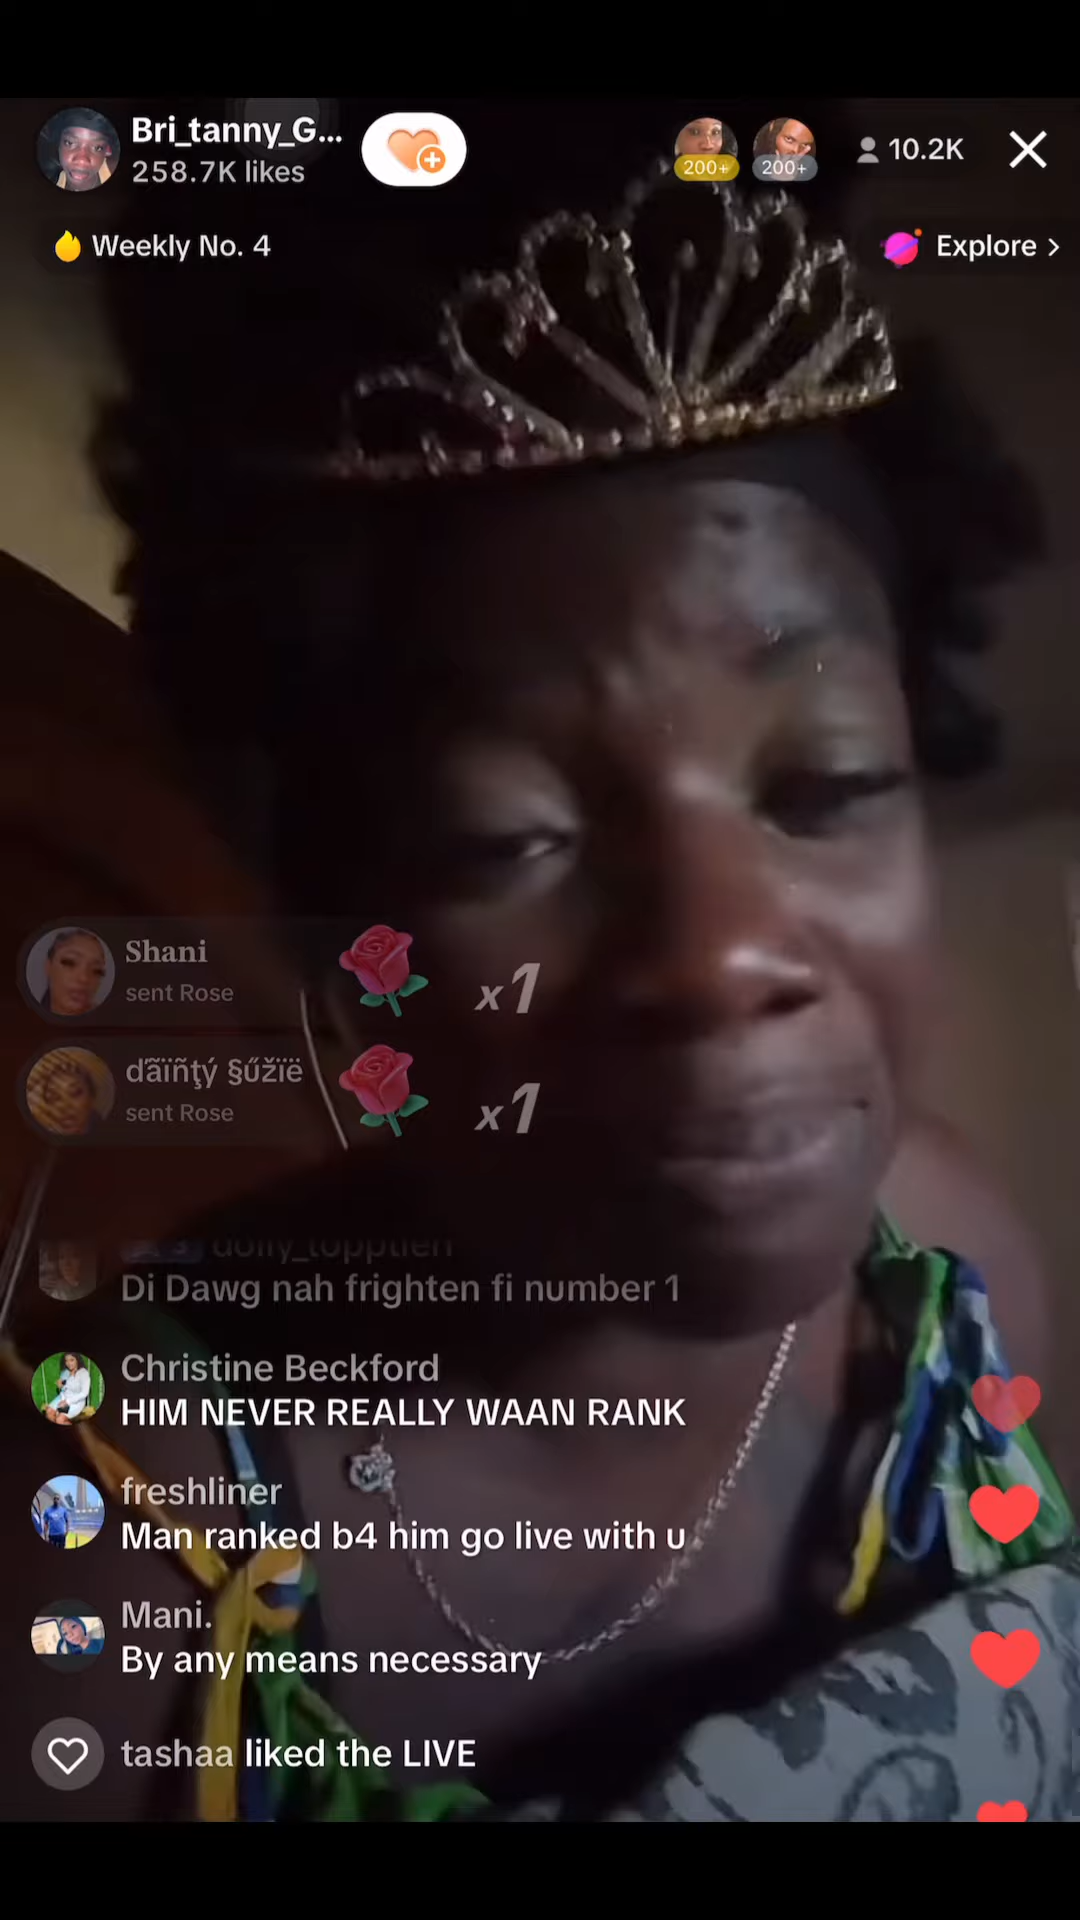 Bri_tanny_G...
258.7K likes
200+
200+
10.2K
Weekly No. 4
Explore >
Shani
sent Rose
x1
d̃ãïñţý §űžïë
sent Rose
x1
Di Dawg nah frighten fi number 1
Christine Beckford
HIM NEVER REALLY WAAN RANK
freshliner
Man ranked b4 him go live with u
Mani.
By any means necessary
tashaa liked the LIVE